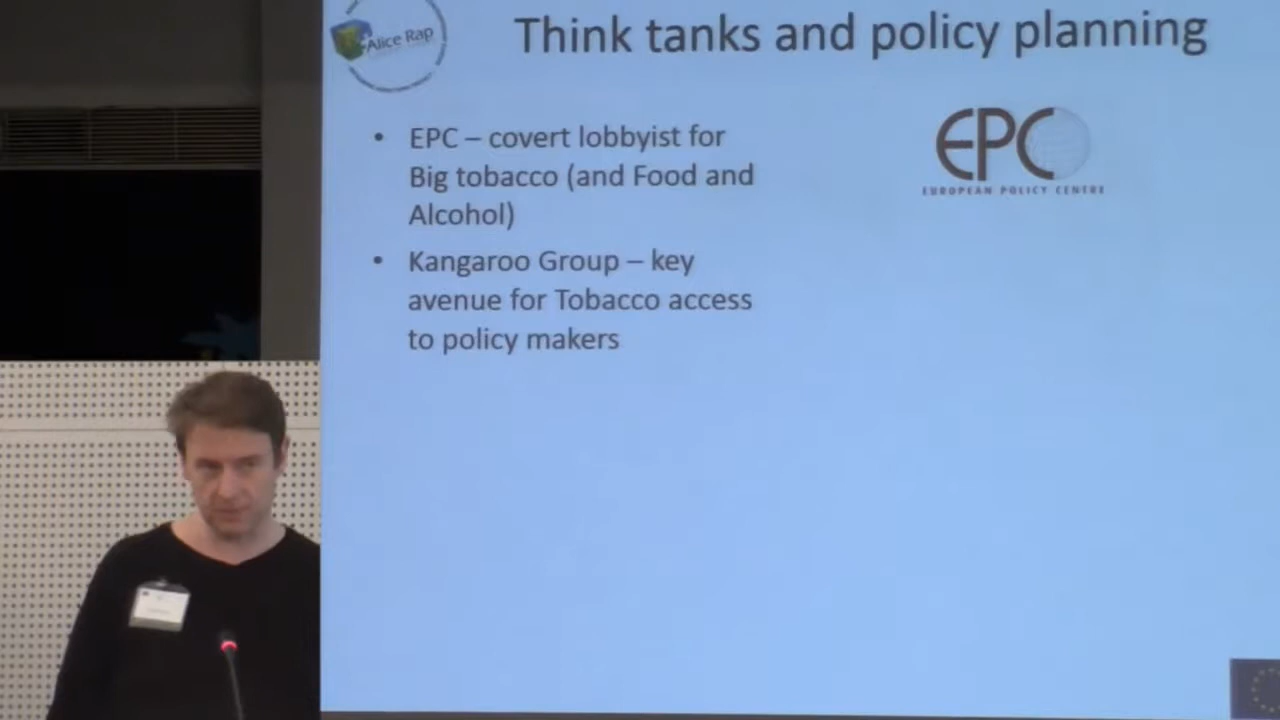 Alice Rap
Think tanks and policy planning
• EPC – covert lobbyist for
Big tobacco (and Food and
Alcohol)
• Kangaroo Group – key
avenue for Tobacco access
to policy makers
EPC
EUROPEAN POLICY CENTRE